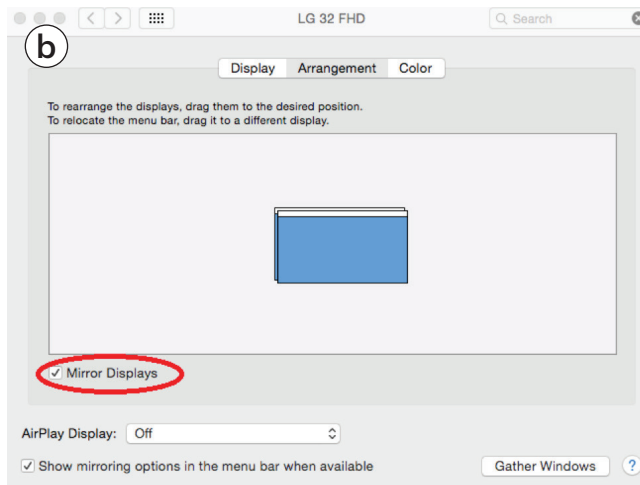 LG 32 FHD
Search
b
Display Arrangement Color
To rearrange the displays, drag them to the desired position.
To relocate the menu bar, drag it to a different display.
Mirror Displays
AirPlay Display: Off
Show mirroring options in the menu bar when available
Gather Windows
?